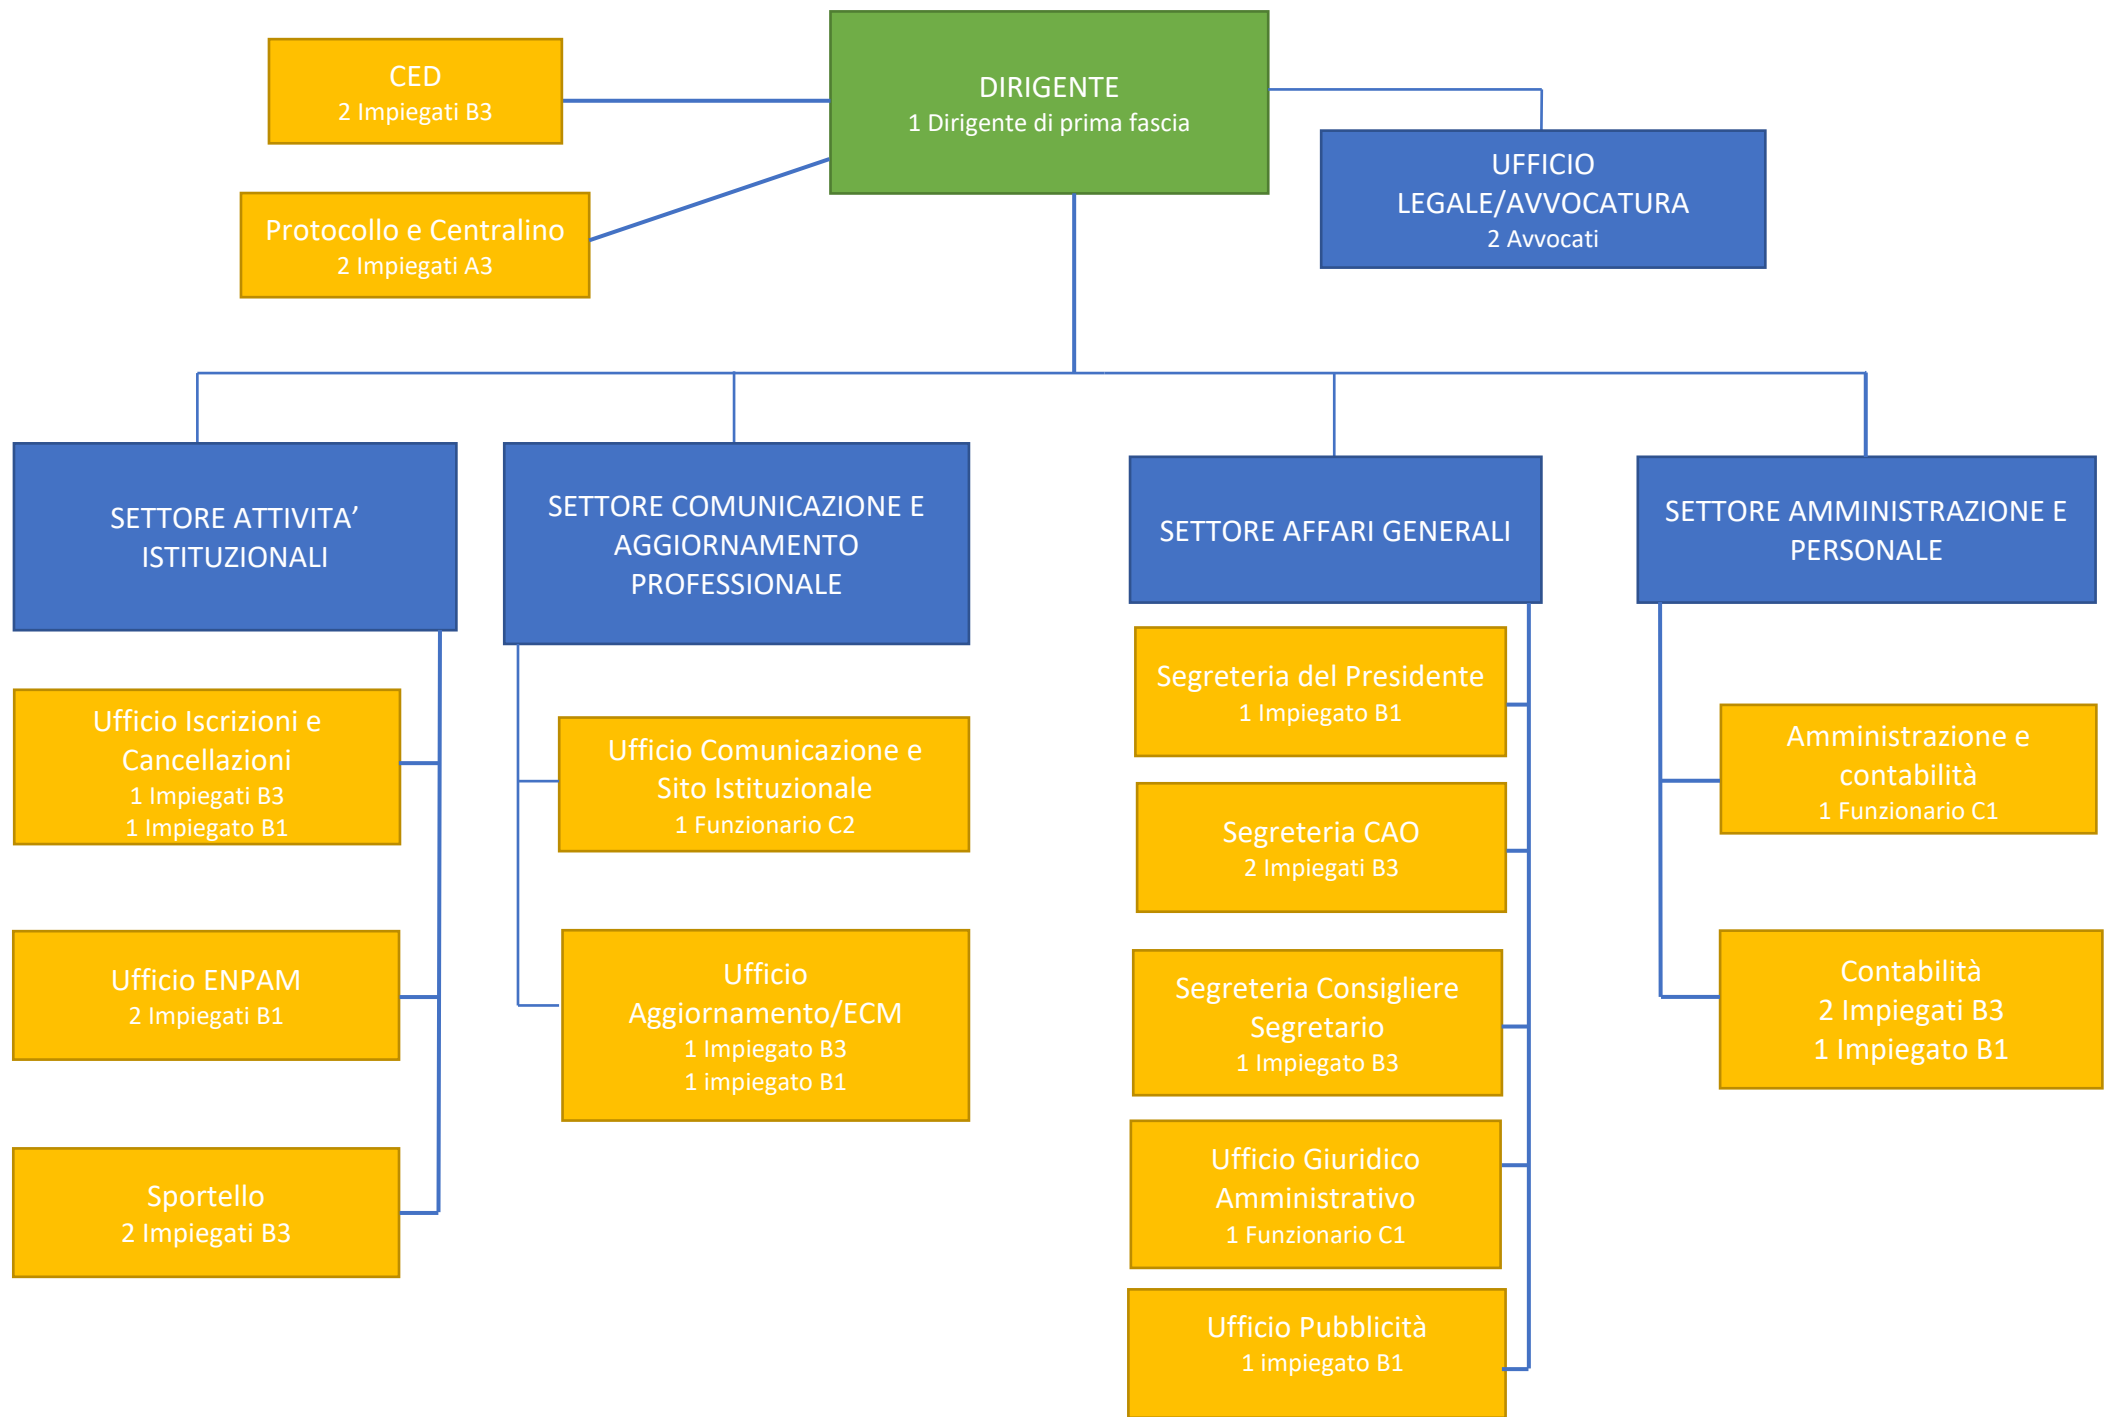 CED
2 Impiegati B3
DIRIGENTE
1 Dirigente di prima fascia
UFFICIO
LEGALE/AVVOCATURA
2 Avvocati
Protocollo e Centralino
2 Impiegati A3
SETTORE ATTIVITA’
ISTITUZIONALI
SETTORE COMUNICAZIONE E
AGGIORNAMENTO
PROFESSIONALE
SETTORE AFFARI GENERALI
SETTORE AMMINISTRAZIONE E
PERSONALE
Ufficio Iscrizioni e
Cancellazioni
1 Impiegati B3
1 Impiegato B1
Ufficio ENPAM
2 Impiegati B1
Sportello
2 Impiegati B3
Ufficio Comunicazione e
Sito Istituzionale
1 Funzionario C2
Ufficio
Aggiornamento/ECM
1 Impiegato B3
1 impiegato B1
Segreteria del Presidente
1 Impiegato B1
Segreteria CAO
2 Impiegati B3
Segreteria Consigliere
Segretario
1 Impiegato B3
Ufficio Giuridico
Amministrativo
1 Funzionario C1
Ufficio Pubblicità
1 impiegato B1
Amministrazione e
contabilità
1 Funzionario C1
Contabilità
2 Impiegati B3
1 Impiegato B1